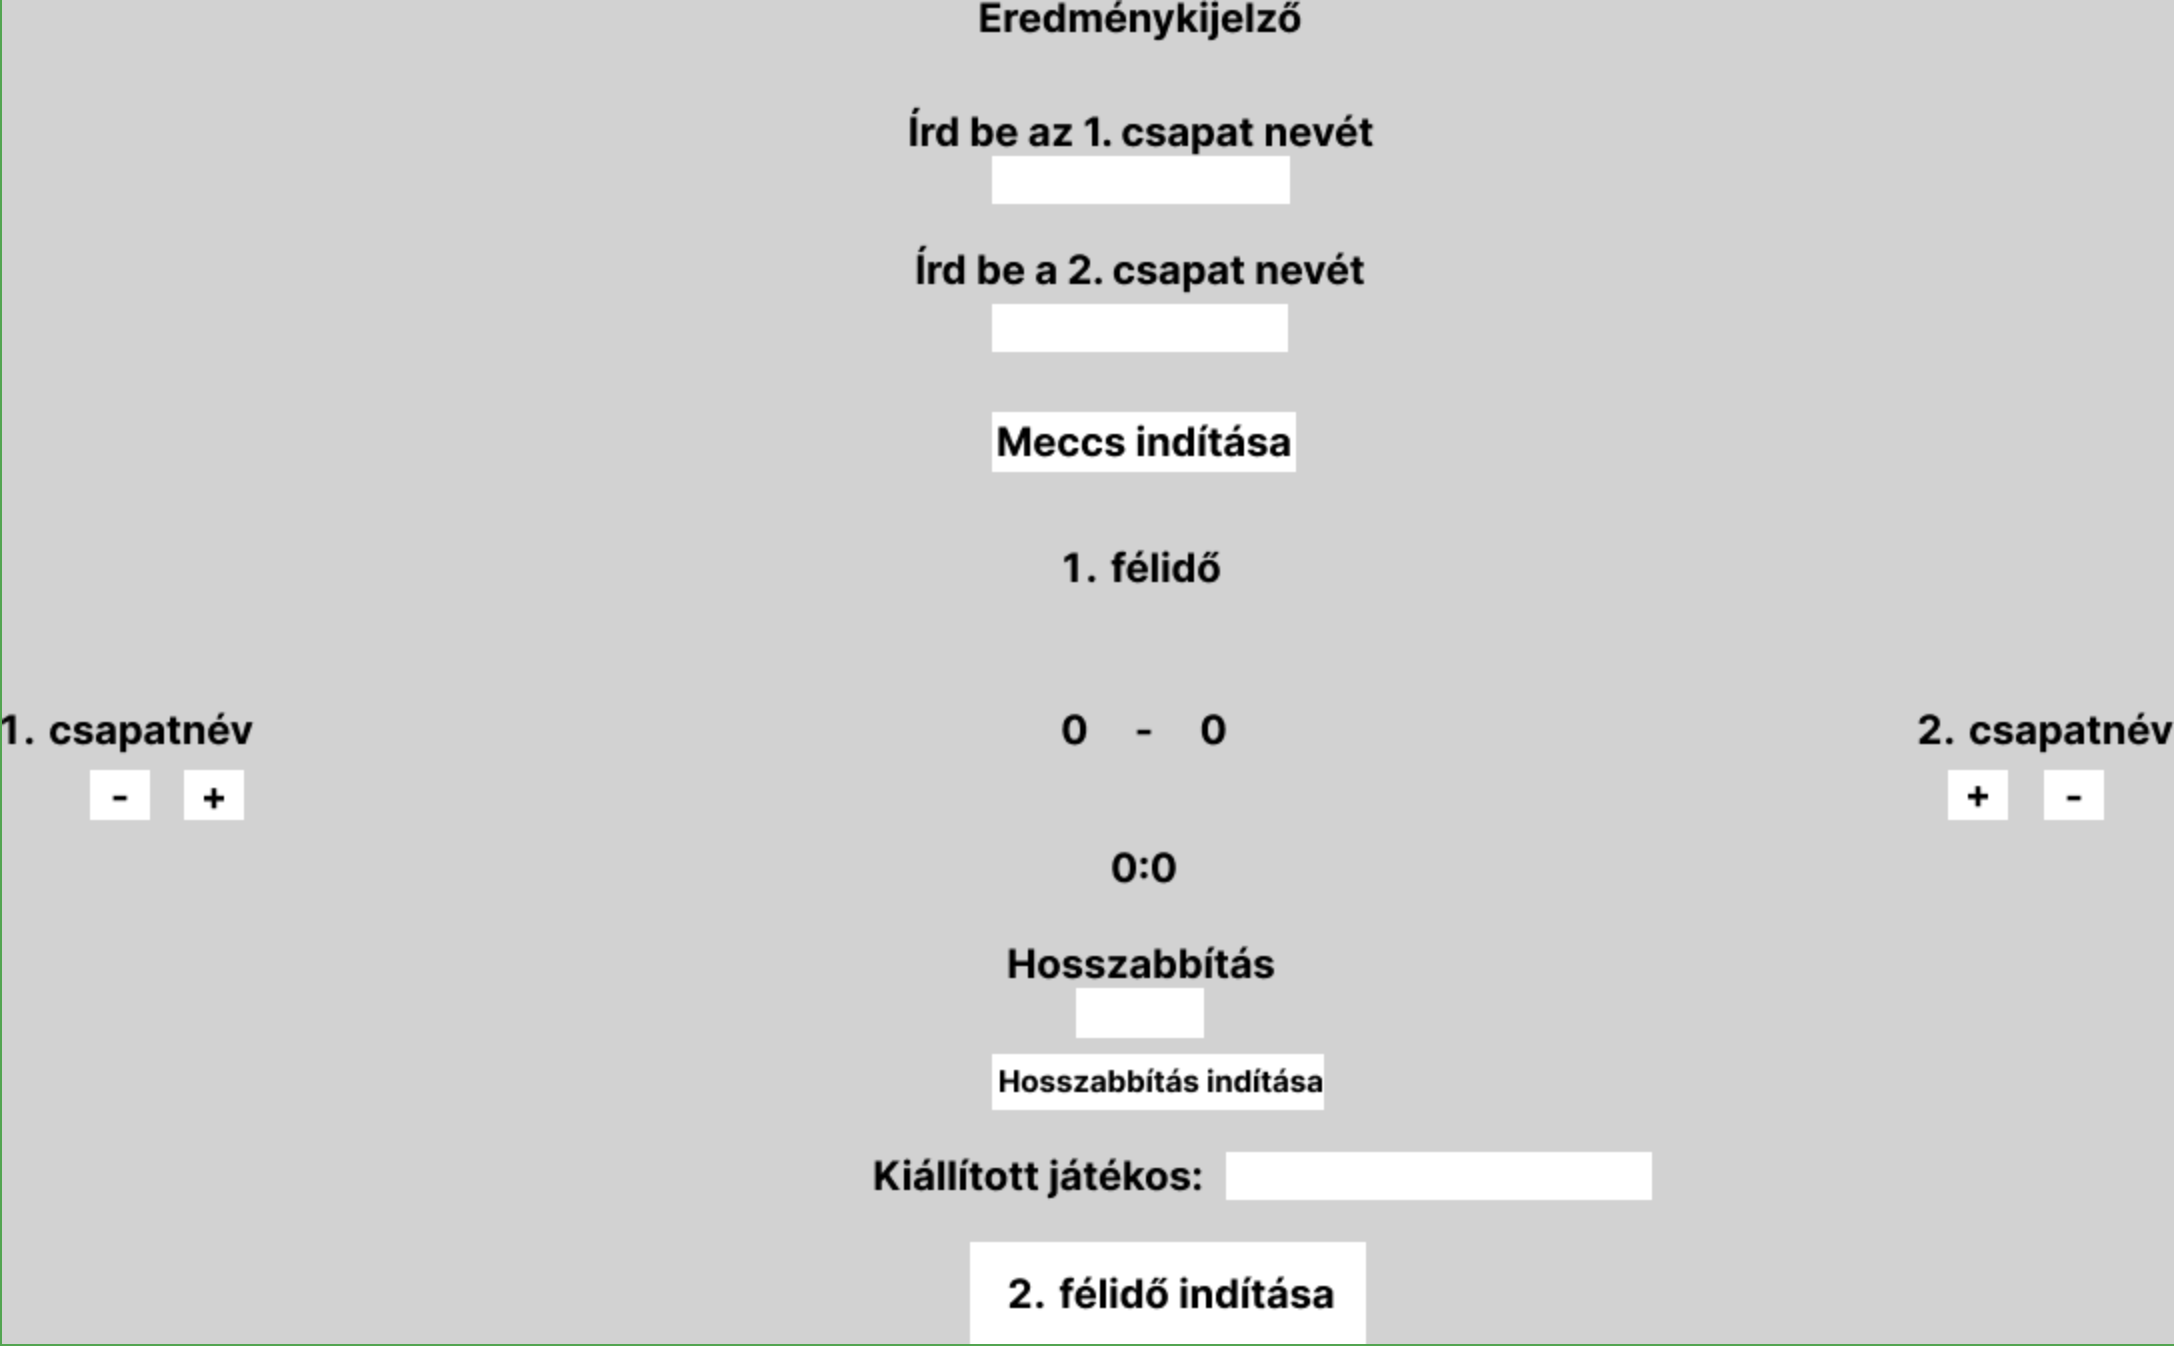 Eredménykijelző
Írd be az 1. csapat nevét
Írd be a 2. csapat nevét
Meccs indítása
1. félidő
1. csapatnév 0 - 0 2. csapatnév
- + + -
0:0
Hosszabbítás
Hosszabbítás indítása
Kiállított játékos:
2. félidő indítása